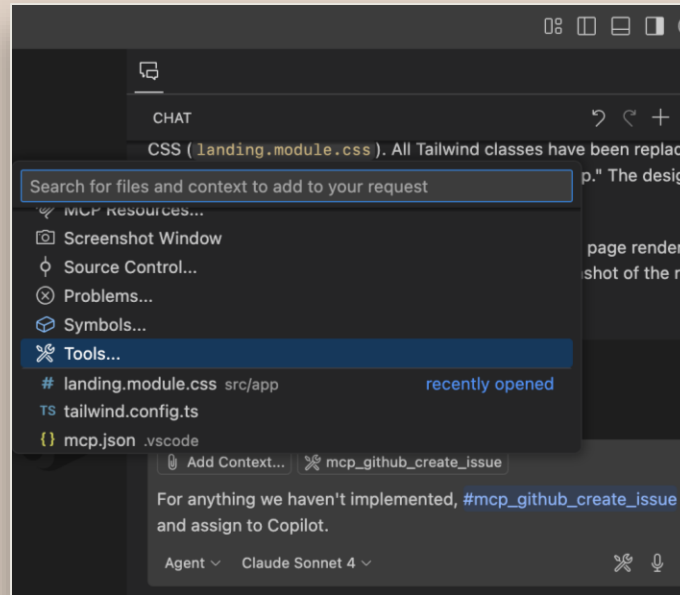 CHAT
CSS ( landing.module.css ). All Tailwind classes have been replac
p." The desig
Search for files and context to add to your request
MCP Resources...
Screenshot Window
page render
Source Control...
shot of the r
Problems...
Symbols...
Tools...
# landing.module.css src/app recently opened
TS tailwind.config.ts
{} mcp.json .vscode
Add Context... mcp_github_create_issue
For anything we haven't implemented, #mcp_github_create_issue
and assign to Copilot.
Agent Claude Sonnet 4